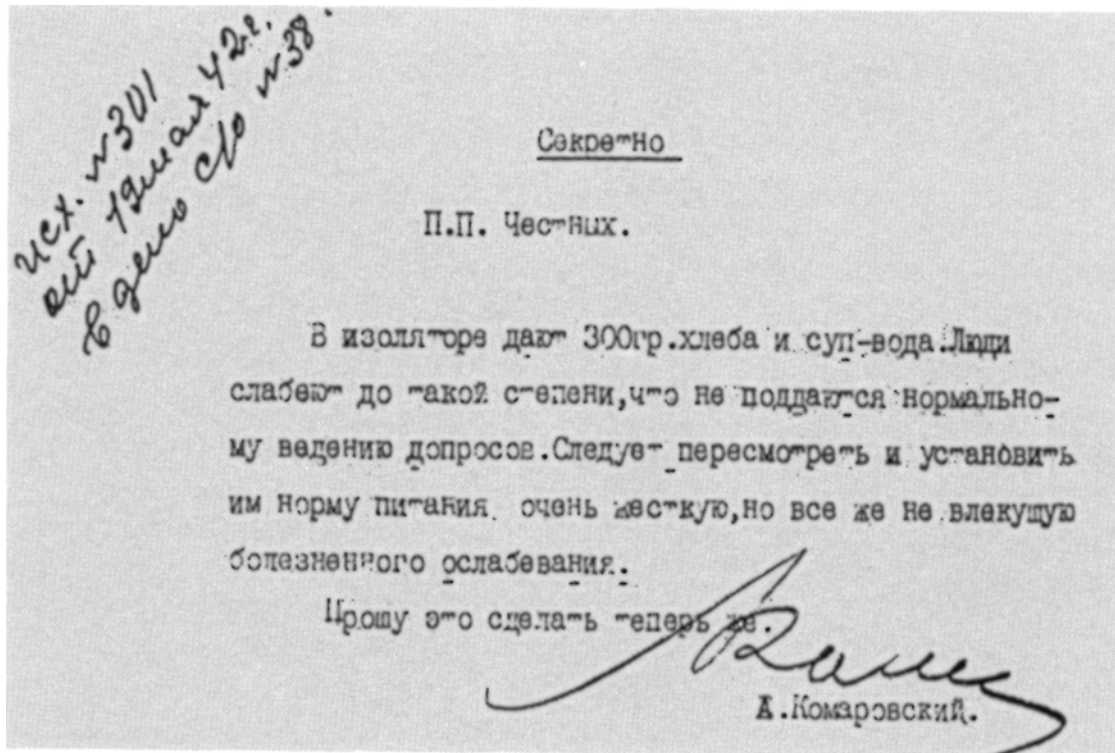 исх. №301
от 19 мая 42 г.
В дело с/о №38.
Секретно
П.П. Честных.
В изоляторе дают 300гр.хлеба и суп-вода.Люди
слабеют до такой степени,что не поддаются нормально-
му ведению допросов.Следует пересмотреть и установить
им норму питания очень жесткую,но все же не влекущую
болезненного ослабевания.
Прошу это сделать теперь же.
А.Комаровский.